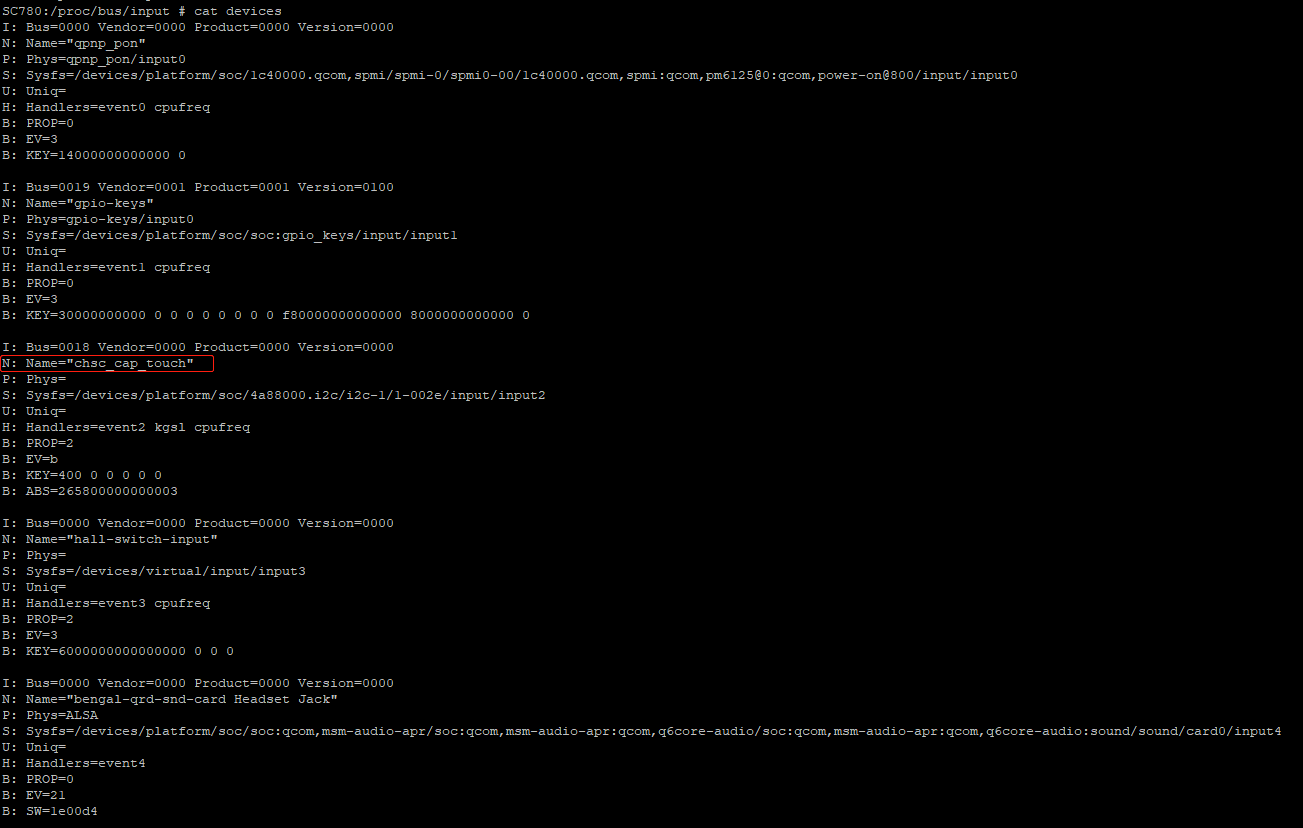 SC780:/proc/bus/input # cat devices
I: Bus=0000 Vendor=0000 Product=0000 Version=0000
N: Name="qpnp_pon"
P: Phys=qpnp_pon/input0
S: Sysfs=/devices/platform/soc/1c40000.qcom,spmi/spmi-0/spmi0-00/1c40000.qcom,spmi:qcom,pm6125@0:qcom,power-on@800/input/input0
U: Uniq=
H: Handlers=event0 cpufreq
B: PROP=0
B: EV=3
B: KEY=14000000000000 0

I: Bus=0019 Vendor=0001 Product=0001 Version=0100
N: Name="gpio-keys"
P: Phys=gpio-keys/input0
S: Sysfs=/devices/platform/soc/soc:gpio_keys/input/input1
U: Uniq=
H: Handlers=event1 cpufreq
B: PROP=0
B: EV=3
B: KEY=30000000000 0 0 0 0 0 0 0 0 f80000000000000 8000000000000 0

I: Bus=0018 Vendor=0000 Product=0000 Version=0000
N: Name="chsc_cap_touch"
P: Phys=
S: Sysfs=/devices/platform/soc/4a88000.i2c/i2c-1/1-002e/input/input2
U: Uniq=
H: Handlers=event2 kgsl cpufreq
B: PROP=2
B: EV=b
B: KEY=400 0 0 0 0 0
B: ABS=265800000000003

I: Bus=0000 Vendor=0000 Product=0000 Version=0000
N: Name="hall-switch-input"
P: Phys=
S: Sysfs=/devices/virtual/input/input3
U: Uniq=
H: Handlers=event3 cpufreq
B: PROP=2
B: EV=3
B: KEY=6000000000000000 0 0 0

I: Bus=0000 Vendor=0000 Product=0000 Version=0000
N: Name="bengal-qrd-snd-card Headset Jack"
P: Phys=ALSA
S: Sysfs=/devices/platform/soc/soc:qcom,msm-audio-apr/soc:qcom,msm-audio-apr:qcom,q6core-audio/soc:qcom,msm-audio-apr:qcom,q6core-audio:sound/sound/card0/input4
U: Uniq=
H: Handlers=event4
B: PROP=0
B: EV=21
B: SW=1e00d4